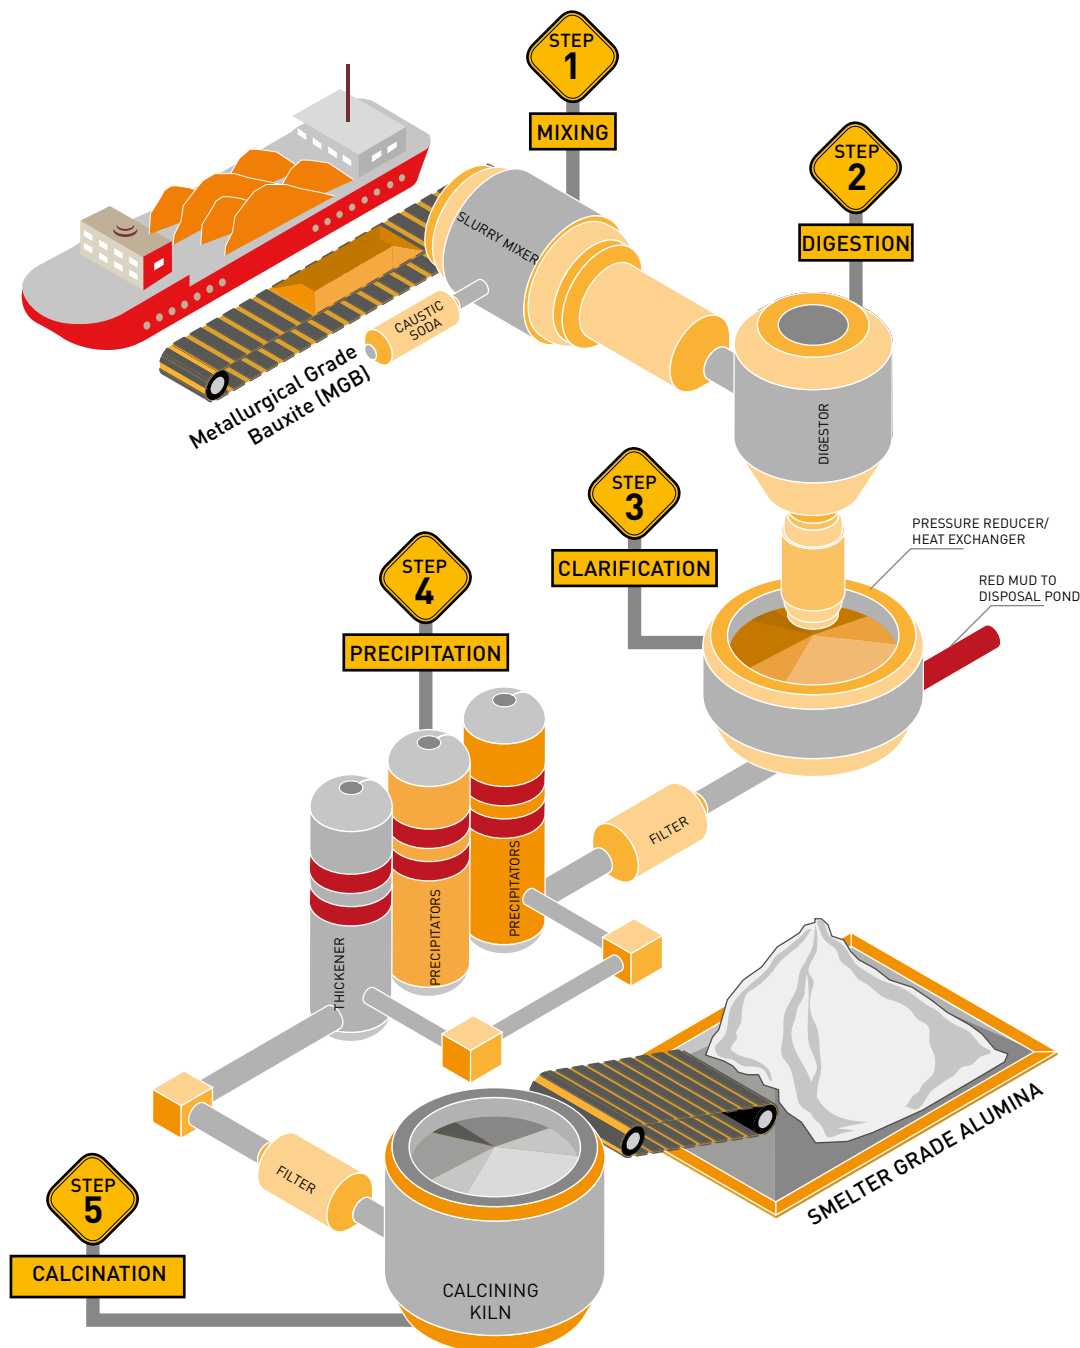 STEP
1
MIXING
STEP
2
DIGESTION
SLURRY MIXER
CAUSTIC
SODA
Metallurgical Grade
Bauxite (MGB)
DIGESTOR
STEP
3
CLARIFICATION
PRESSURE REDUCER/
HEAT EXCHANGER
RED MUD TO
DISPOSAL POND
STEP
4
PRECIPITATION
FILTER
PRECIPITATORS
PRECIPITATORS
THICKENER
SMELTER GRADE ALUMINA
FILTER
STEP
5
CALCINATION
CALCINING
KILN